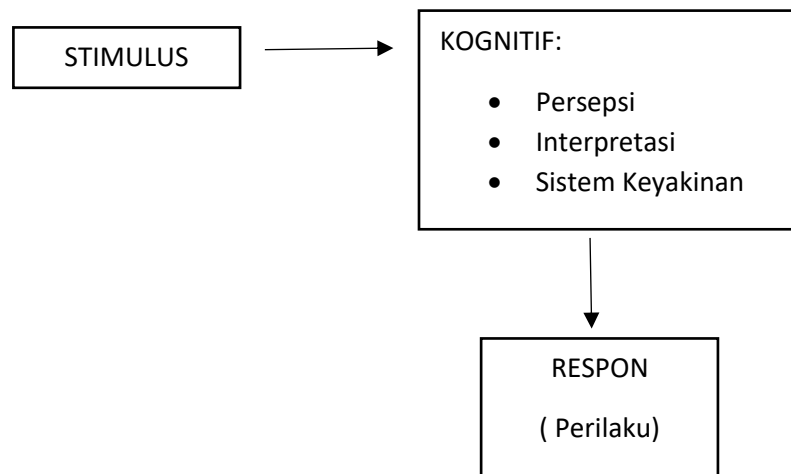 STIMULUS
KOGNITIF:
• Persepsi
• Interpretasi
• Sistem Keyakinan
RESPON
( Perilaku)